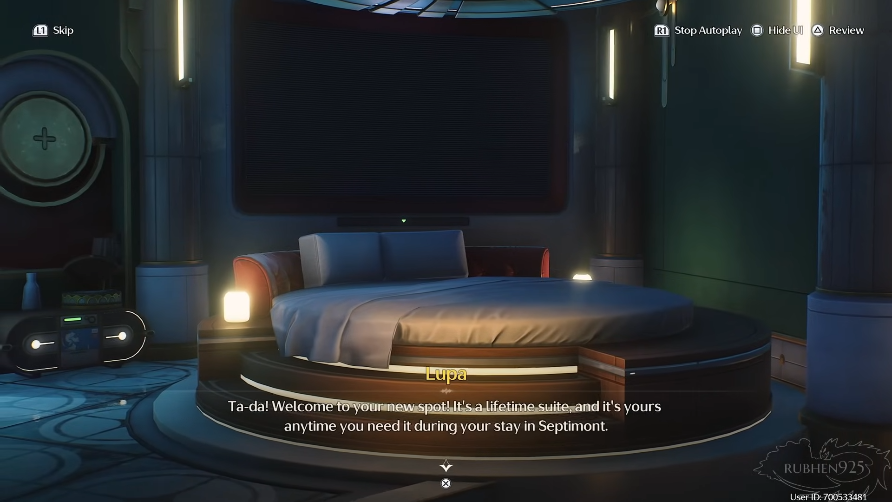 L1 Skip
R1 Stop Autoplay Hide UI Review
Lupa
Ta-da! Welcome to your new spot! It's a lifetime suite, and it's yours
anytime you need it during your stay in Septimont.
RUBHEN925
User ID: 700533481